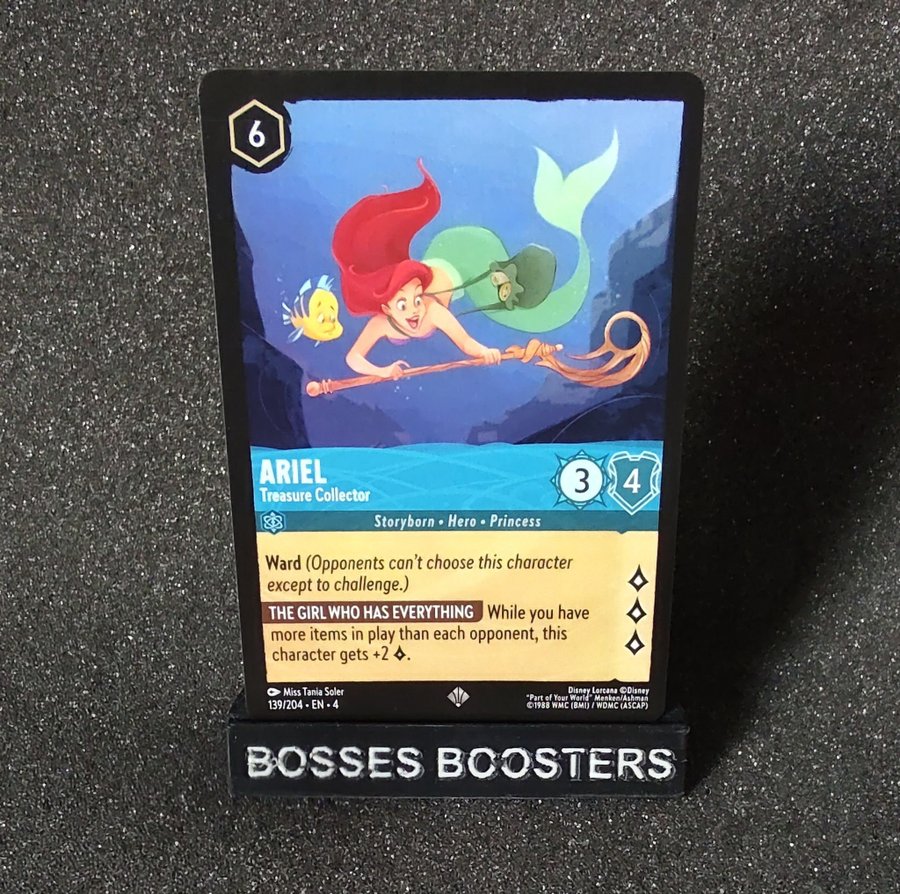 6
ARIEL
Treasure Collector
3
4
Storyborn • Hero • Princess
Ward (Opponents can't choose this character
except to challenge.)
THE GIRL WHO HAS EVERYTHING While you have
more items in play than each opponent, this
character gets +2 .
Miss Tania Soler
139/204 • EN • 4
Disney Lorcana ©Disney
"Part of Your World" Menken/Ashman
©1988 WMC (BMI) / WDMC (ASCAP)
BOSSES BOOSTERS